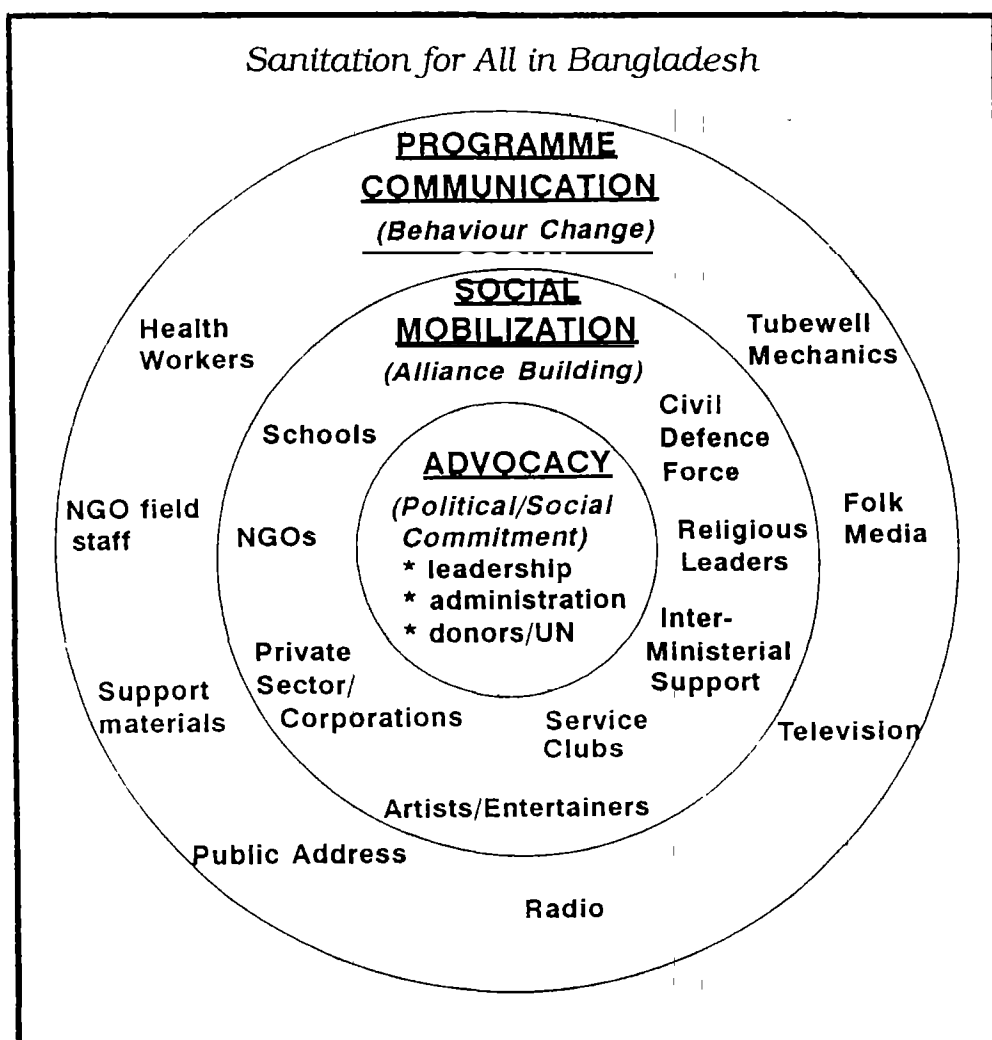 Sanitation for All in Bangladesh
PROGRAMME
COMMUNICATION
(Behaviour Change)
SOCIAL
MOBILIZATION
(Alliance Building)
Health
Workers
Tubewell
Mechanics
Schools
Civil
Defence
Force
ADVOCACY
(Political/Social
Commitment)
* leadership
* administration
* donors/UN
NGO field
staff
NGOs
Religious
Leaders
Folk
Media
Inter-
Ministerial
Support
Private
Sector/
Corporations
Support
materials
Service
Clubs
Television
Artists/Entertainers
Public Address
Radio